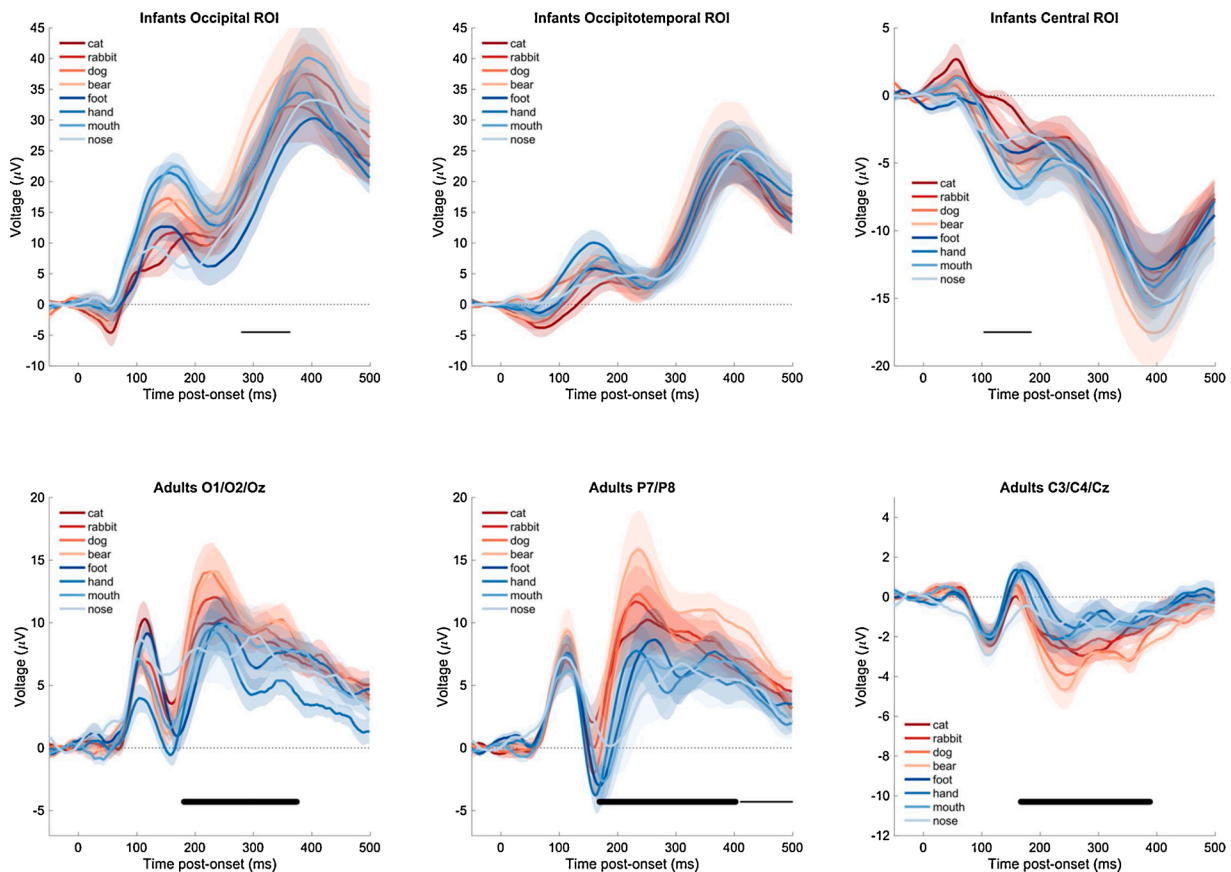 Infants Occipital ROI
45
40
35
30
25
20
15
10
5
0
-5
-10
Voltage (μV)
cat
rabbit
dog
bear
foot
hand
mouth
nose
0 100 200 300 400 500
Time post-onset (ms)
Infants Occipitotemporal ROI
45
40
35
30
25
20
15
10
5
0
-5
-10
Voltage (μV)
cat
rabbit
dog
bear
foot
hand
mouth
nose
0 100 200 300 400 500
Time post-onset (ms)
Infants Central ROI
5
0
-5
-10
-15
-20
Voltage (μV)
cat
rabbit
dog
bear
foot
hand
mouth
nose
0 100 200 300 400 500
Time post-onset (ms)
Adults O1/O2/Oz
20
15
10
5
0
-5
Voltage (μV)
cat
rabbit
dog
bear
foot
hand
mouth
nose
0 100 200 300 400 500
Time post-onset (ms)
Adults P7/P8
20
15
10
5
0
-5
Voltage (μV)
cat
rabbit
dog
bear
foot
hand
mouth
nose
0 100 200 300 400 500
Time post-onset (ms)
Adults C3/C4/Cz
4
2
0
-2
-4
-6
-8
-10
-12
Voltage (μV)
cat
rabbit
dog
bear
foot
hand
mouth
nose
0 100 200 300 400 500
Time post-onset (ms)